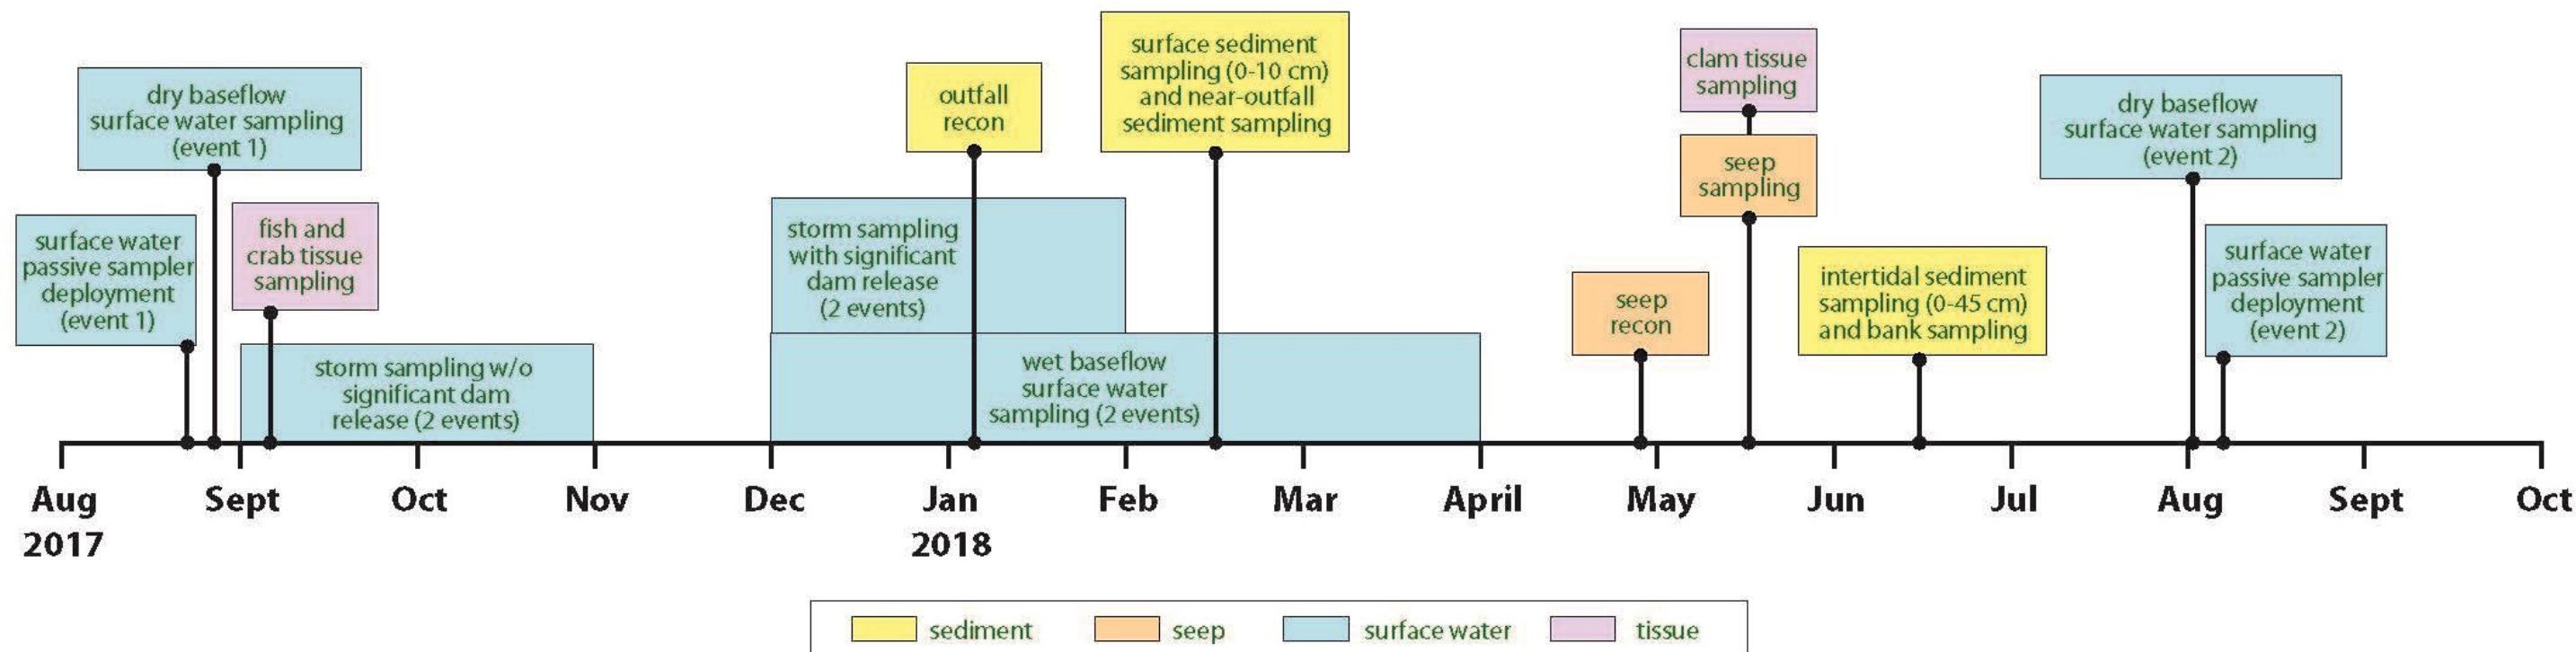 dry baseflow
surface water sampling
(event 1)
surface water
passive sampler
deployment
(event 1)
fish and
crab tissue
sampling
storm sampling w/o
significant dam
release (2 events)
storm sampling
with significant
dam release
(2 events)
outfall
recon
surface sediment
sampling (0-10 cm)
and near-outfall
sediment sampling
wet baseflow
surface water
sampling (2 events)
seep
recon
clam tissue
sampling
seep
sampling
intertidal sediment
sampling (0-45 cm)
and bank sampling
dry baseflow
surface water sampling
(event 2)
surface water
passive sampler
deployment
(event 2)
Aug Sept Oct Nov Dec Jan Feb Mar April May Jun Jul Aug Sept Oct
2017 2018
sediment seep surface water tissue